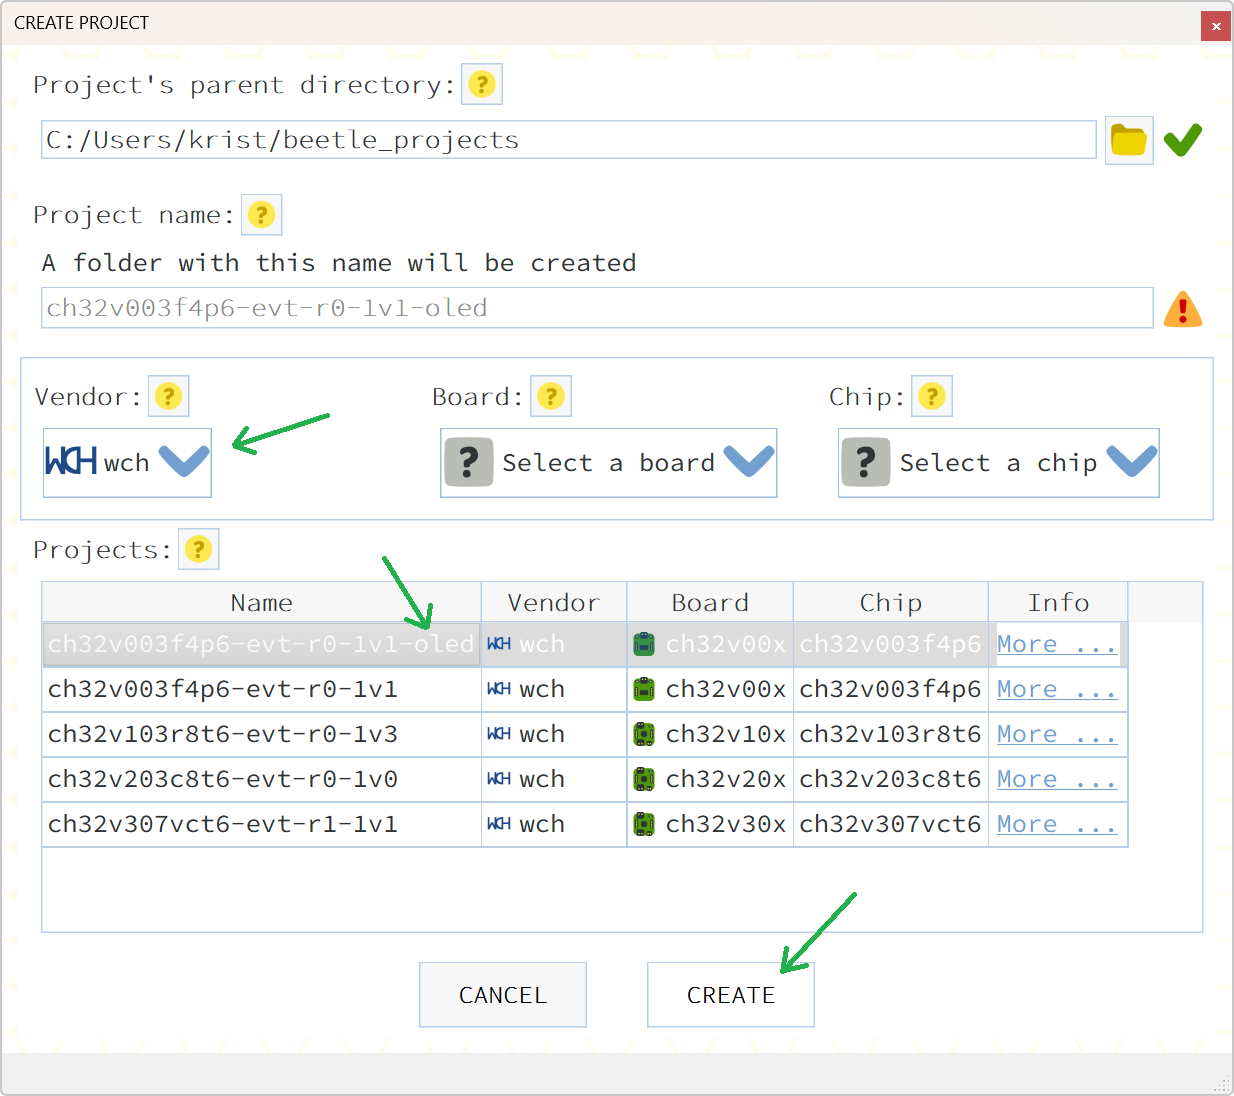 CREATE PROJECT
Project's parent directory: ?
C:/Users/krist/beetle_projects
Project name: ?
A folder with this name will be created
ch32v003f4p6-evt-r0-1v1-oled
Vendor: ? Board: ? Chip: ?
WCH wch ? Select a board ? Select a chip
Projects: ?
Name Vendor Board Chip Info
ch32v003f4p6-evt-r0-1v1-oled WCH wch ch32v00x ch32v003f4p6 More ...
ch32v003f4p6-evt-r0-1v1 WCH wch ch32v00x ch32v003f4p6 More ...
ch32v103r8t6-evt-r0-1v3 WCH wch ch32v10x ch32v103r8t6 More ...
ch32v203c8t6-evt-r0-1v0 WCH wch ch32v20x ch32v203c8t6 More ...
ch32v307vct6-evt-r1-1v1 WCH wch ch32v30x ch32v307vct6 More ...
CANCEL CREATE